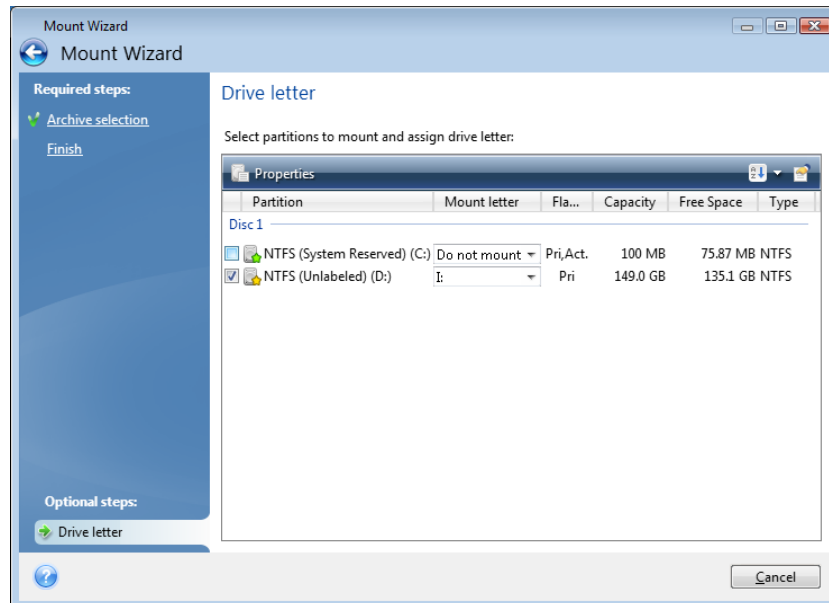 Mount Wizard
Mount Wizard
Required steps:
Archive selection
Finish
Optional steps:
Drive letter
Drive letter
Select partitions to mount and assign drive letter:
Properties
Partition Mount letter Fla... Capacity Free Space Type
Disc 1
NTFS (System Reserved) (C:) Do not mount Pri,Act. 100 MB 75.87 MB NTFS
NTFS (Unlabeled) (D:) I: Pri 149.0 GB 135.1 GB NTFS
Cancel